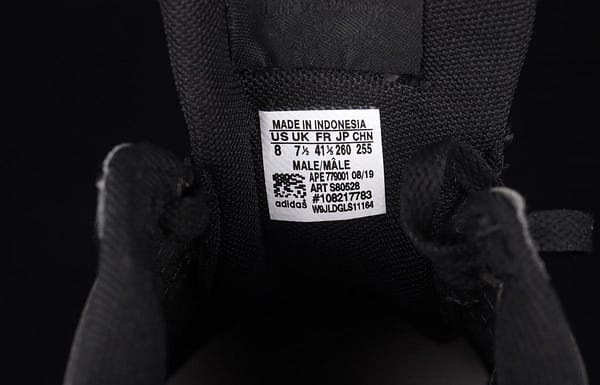 MADE IN INDONESIA
US UK FR JP CHN
8 7½ 41⅓ 260 255
MALE/MÂLE
APE 779001 08/19
ART S80528
#108217783
W9JLDGLS11164
adidas